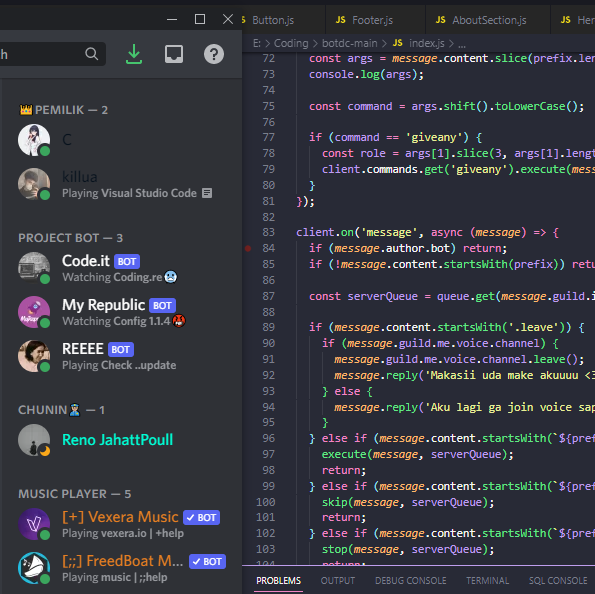 h
PEMILIK — 2
C
killua
Playing Visual Studio Code
PROJECT BOT — 3
Code.it BOT
Watching Coding.re
My Republic BOT
Watching Config 1.1.4
REEEE BOT
Playing Check ..update
CHUNIN — 1
Reno JahattPoull
MUSIC PLAYER — 5
[+] Vexera Music ✓ BOT
Playing vexera.io | +help
[;;] FreedBoat M... ✓ BOT
Playing music | ;;help
Button.js JS Footer.js JS AboutSection.js JS Her
E: > Coding > botdc-main > JS index.js > ...
72 const args = message.content.slice(prefix.len
73 console.log(args);
74
75 const command = args.shift().toLowerCase();
76
77 if (command == 'giveany') {
78 const role = args[1].slice(3, args[1].lengt
79 client.commands.get('giveany').execute(mess
80 }
81 });
82
83 client.on('message', async (message) => {
84 if (message.author.bot) return;
85 if (!message.content.startsWith(prefix)) retu
86
87 const serverQueue = queue.get(message.guild.i
88
89 if (message.content.startsWith('.leave')) {
90 if (message.guild.me.voice.channel) {
91 message.guild.me.voice.channel.leave();
92 message.reply('Makasii uda make akuuuu <3
93 } else {
94 message.reply('Aku lagi ga join voice sap
95 }
96 } else if (message.content.startsWith(`${pref
97 execute(message, serverQueue);
98 return;
99 } else if (message.content.startsWith(`${pref
100 skip(message, serverQueue);
101 return;
102 } else if (message.content.startsWith(`${pref
103 stop(message, serverQueue);
PROBLEMS OUTPUT DEBUG CONSOLE TERMINAL SQL CONSOLE